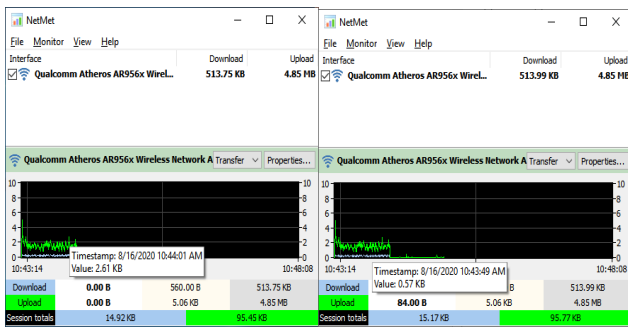 NetMet
File Monitor View Help
Interface Download Upload
Qualcomm Atheros AR956x Wirel... 513.75 KB 4.85 MB
Qualcomm Atheros AR956x Wireless Network A Transfer Properties...
10 10
8 8
6 6
4 4
2 2
0 0
Timestamp: 8/16/2020 10:44:01 AM
Value: 2.61 KB
10:43:14 10:48:08
Download 0.00 B 560.00 B 513.75 KB
Upload 0.00 B 5.06 KB 4.85 MB
Session totals 14.92 KB 95.45 KB
NetMet
File Monitor View Help
Interface Download Upload
Qualcomm Atheros AR956x Wirel... 513.99 KB 4.85 MB
Qualcomm Atheros AR956x Wireless Network A Transfer Properties...
10 10
8 8
6 6
4 4
2 2
0 0
10:43:14 10:48:08
Timestamp: 8/16/2020 10:43:49 AM
Value: 0.57 KB
Download B 513.99 KB
Upload 84.00 B 5.06 KB 4.85 MB
Session totals 15.17 KB 95.77 KB